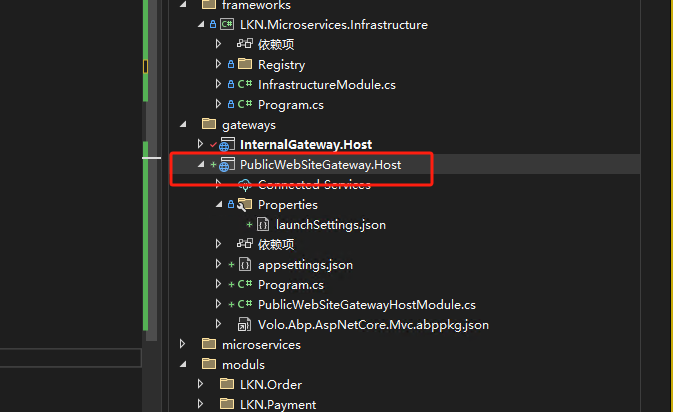 frameworks
LKN.Microservices.Infrastructure
依赖项
Registry
InfrastructureModule.cs
Program.cs
gateways
InternalGateway.Host
PublicWebSiteGateway.Host
Connected Services
Properties
launchSettings.json
依赖项
appsettings.json
Program.cs
PublicWebSiteGatewayHostModule.cs
Volo.Abp.AspNetCore.Mvc.abppkg.json
microservices
moduls
LKN.Order
LKN.Payment